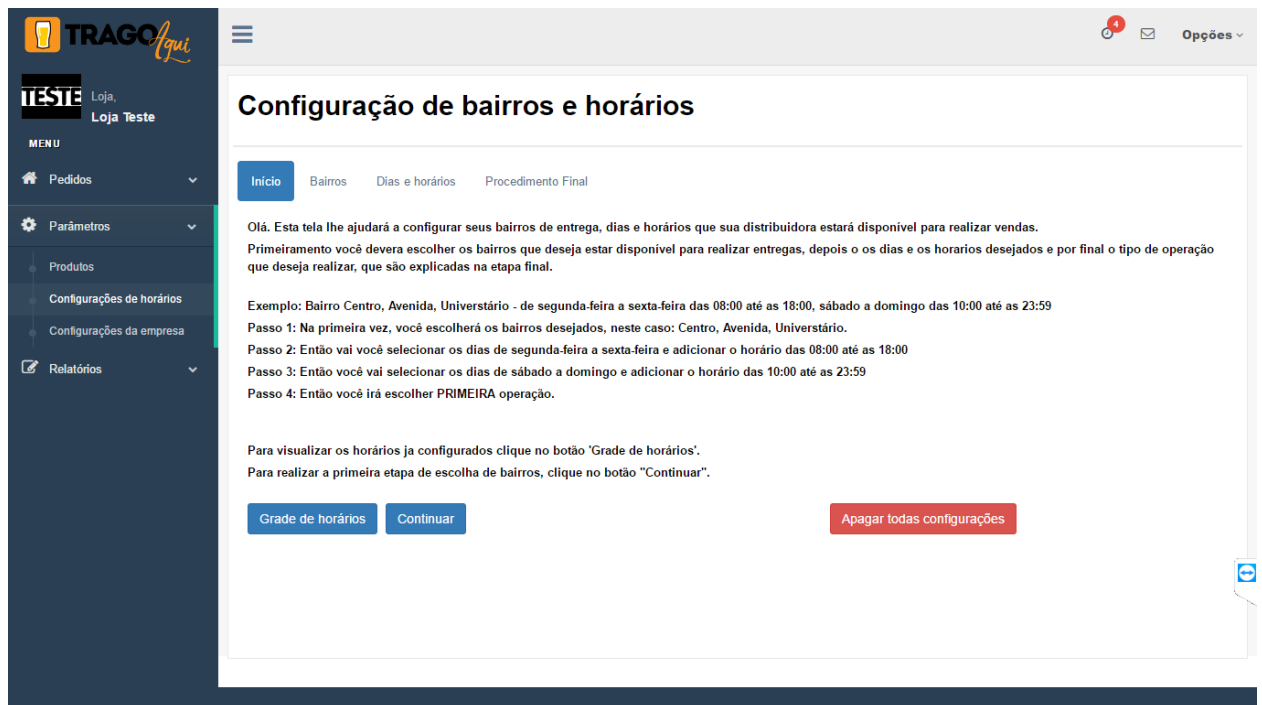 TRAGO Aqui
4
Opções
TESTE
Loja,
Loja Teste
MENU
Pedidos
Parâmetros
Produtos
Configurações de horários
Configurações da empresa
Relatórios
Configuração de bairros e horários
Início Bairros Dias e horários Procedimento Final
Olá. Esta tela lhe ajudará a configurar seus bairros de entrega, dias e horários que sua distribuidora estará disponível para realizar vendas.
Primeiramento você devera escolher os bairros que deseja estar disponível para realizar entregas, depois o os dias e os horarios desejados e por final o tipo de operação
que deseja realizar, que são explicadas na etapa final.
Exemplo: Bairro Centro, Avenida, Universtário - de segunda-feira a sexta-feira das 08:00 até as 18:00, sábado a domingo das 10:00 até as 23:59
Passo 1: Na primeira vez, você escolherá os bairros desejados, neste caso: Centro, Avenida, Universtário.
Passo 2: Então vai você selecionar os dias de segunda-feira a sexta-feira e adicionar o horário das 08:00 até as 18:00
Passo 3: Então você vai selecionar os dias de sábado a domingo e adicionar o horário das 10:00 até as 23:59
Passo 4: Então você irá escolher PRIMEIRA operação.
Para visualizar os horários ja configurados clique no botão 'Grade de horários'.
Para realizar a primeira etapa de escolha de bairros, clique no botão "Continuar".
Grade de horários Continuar Apagar todas configurações